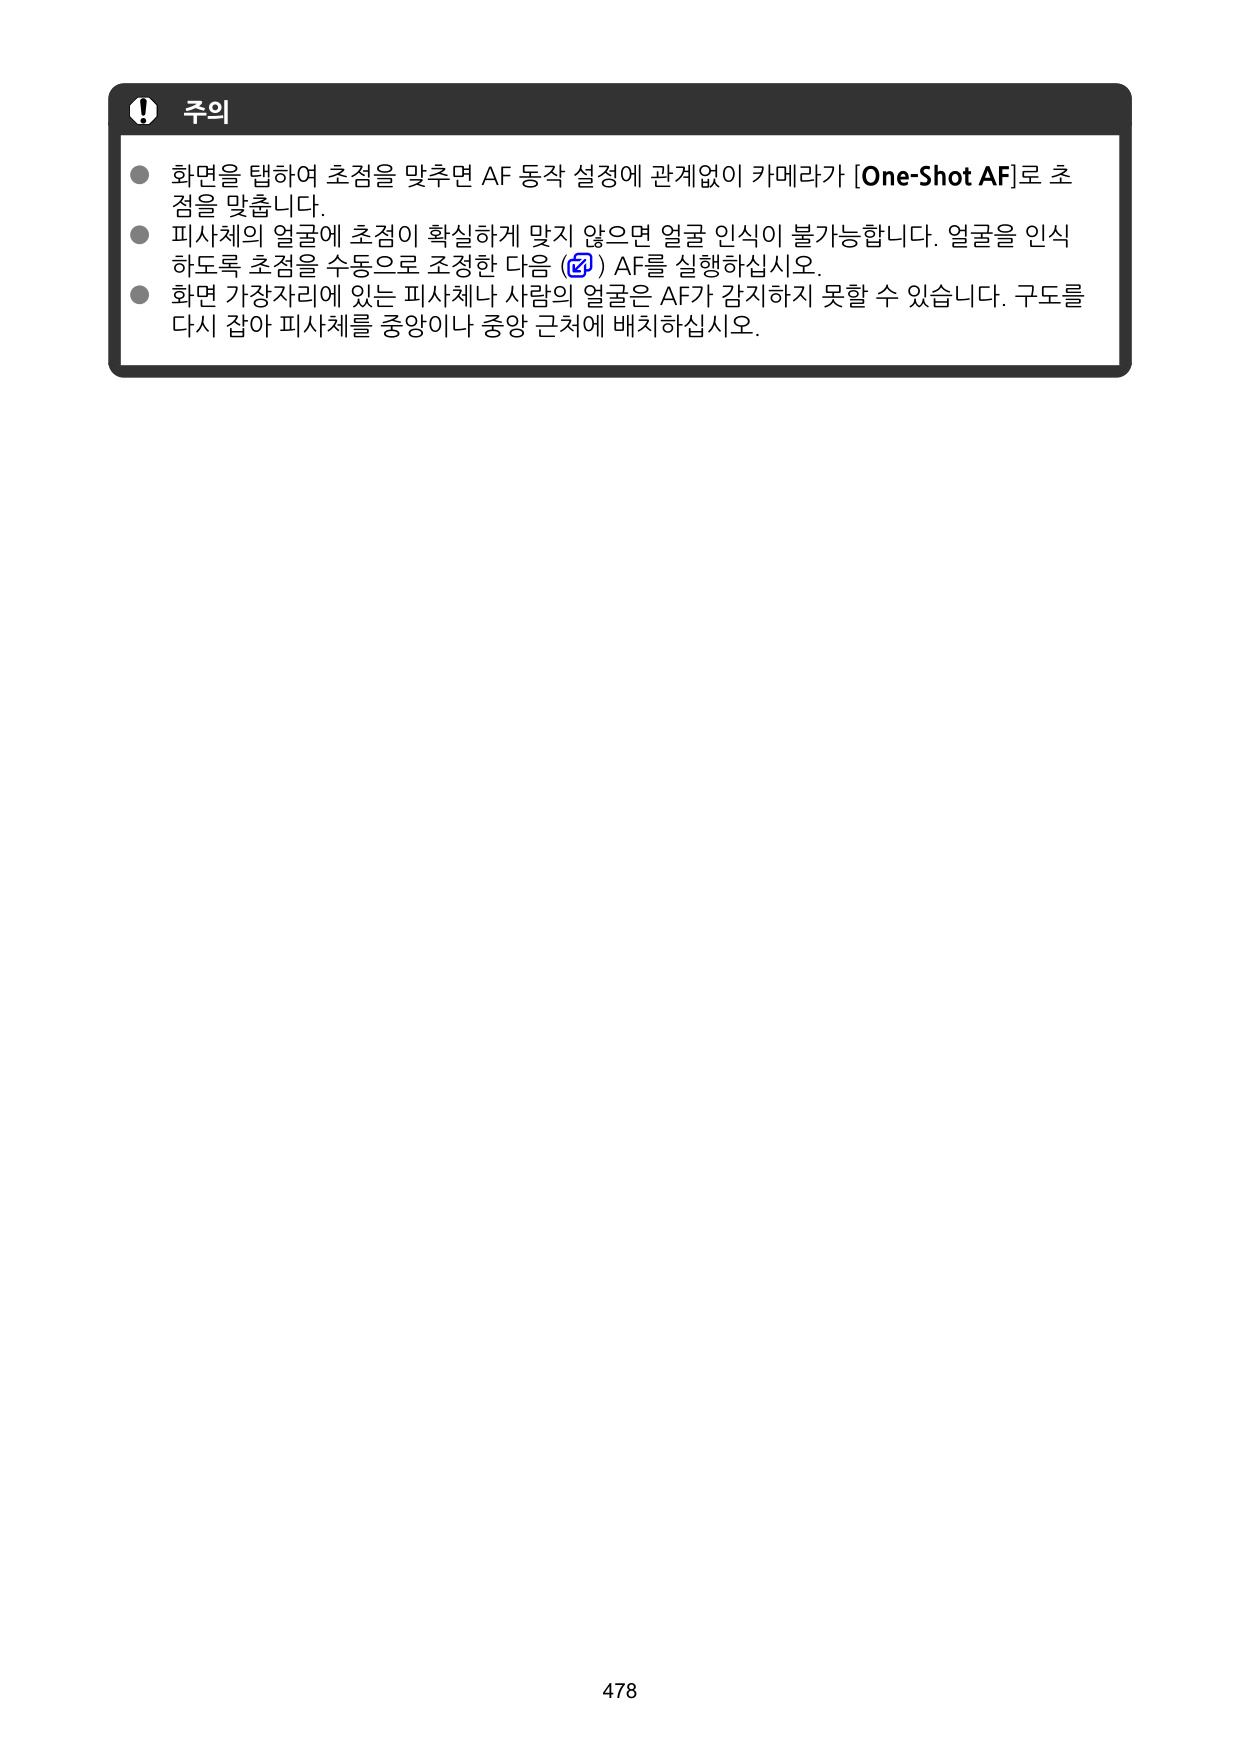 주의
● 화면을 탭하여 초점을 맞추면 AF 동작 설정에 관계없이 카메라가 [One-Shot AF]로 초
점을 맞춥니다.
● 피사체의 얼굴에 초점이 확실하게 맞지 않으면 얼굴 인식이 불가능합니다. 얼굴을 인식
하도록 초점을 수동으로 조정한 다음 ( ) AF를 실행하십시오.
● 화면 가장자리에 있는 피사체나 사람의 얼굴은 AF가 감지하지 못할 수 있습니다. 구도를
다시 잡아 피사체를 중앙이나 중앙 근처에 배치하십시오.
478